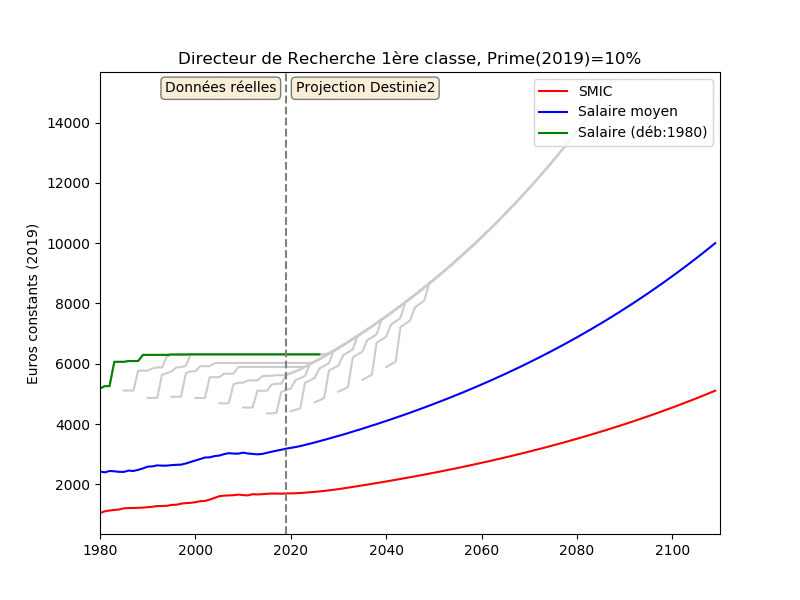 Directeur de Recherche 1ère classe, Prime(2019)=10%
Données réelles
Projection Destinie2
SMIC
Salaire moyen
Salaire (déb:1980)
Euros constants (2019)
14000
12000
10000
8000
6000
4000
2000
1980
2000
2020
2040
2060
2080
2100